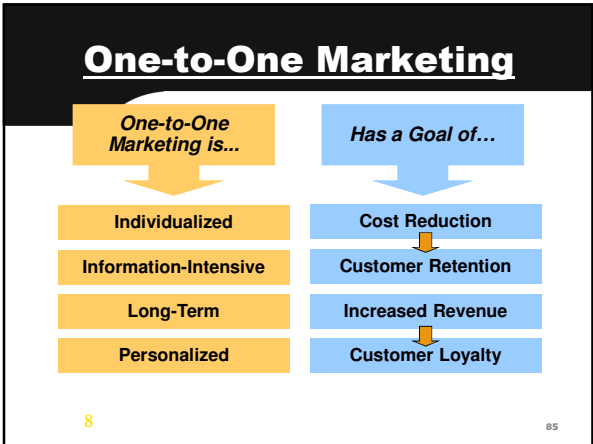 One-to-One Marketing
One-to-One
Marketing is...
Individualized
Information-Intensive
Long-Term
Personalized
Has a Goal of…
Cost Reduction
Customer Retention
Increased Revenue
Customer Loyalty
8
85